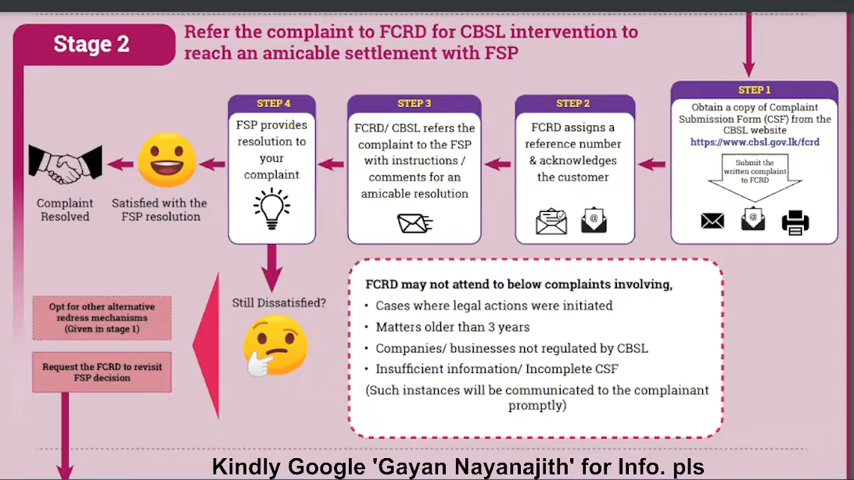 Stage 2
Refer the complaint to FCRD for CBSL intervention to
reach an amicable settlement with FSP
STEP 1
Obtain a copy of Complaint
Submission Form (CSF) from the
CBSL website
https://www.cbsl.gov.lk/fcrd
Submit the
written complaint
to FCRD
STEP 2
FCRD assigns a
reference number
& acknowledges
the customer
STEP 3
FCRD/ CBSL refers the
complaint to the FSP
with instructions /
comments for an
amicable resolution
STEP 4
FSP provides
resolution to
your
complaint
Satisfied with the
FSP resolution
Complaint
Resolved
Still Dissatisfied?
Opt for other alternative
redress mechanisms
(Given in stage 1)
Request the FCRD to revisit
FSP decision
FCRD may not attend to below complaints involving,
• Cases where legal actions were initiated
• Matters older than 3 years
• Companies/ businesses not regulated by CBSL
• Insufficient information/ Incomplete CSF
(Such instances will be communicated to the complainant
promptly)
Kindly Google 'Gayan Nayanajith' for Info. pls